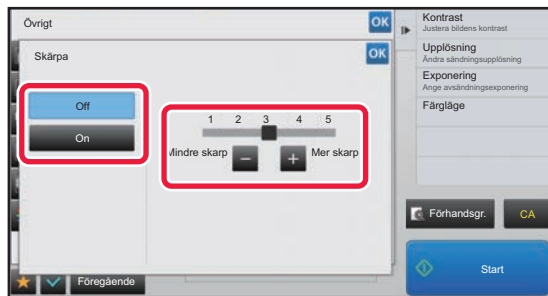 Övrigt
OK
Skärpa
OK
Off
On
1 2 3 4 5
Mindre skarp
Mer skarp
Föregående
Kontrast
Justera bildens kontrast
Upplösning
Ändra sändningsupplösning
Exponering
Ange avsändningsexponering
Färgläge
Förhandsgr.
CA
Start